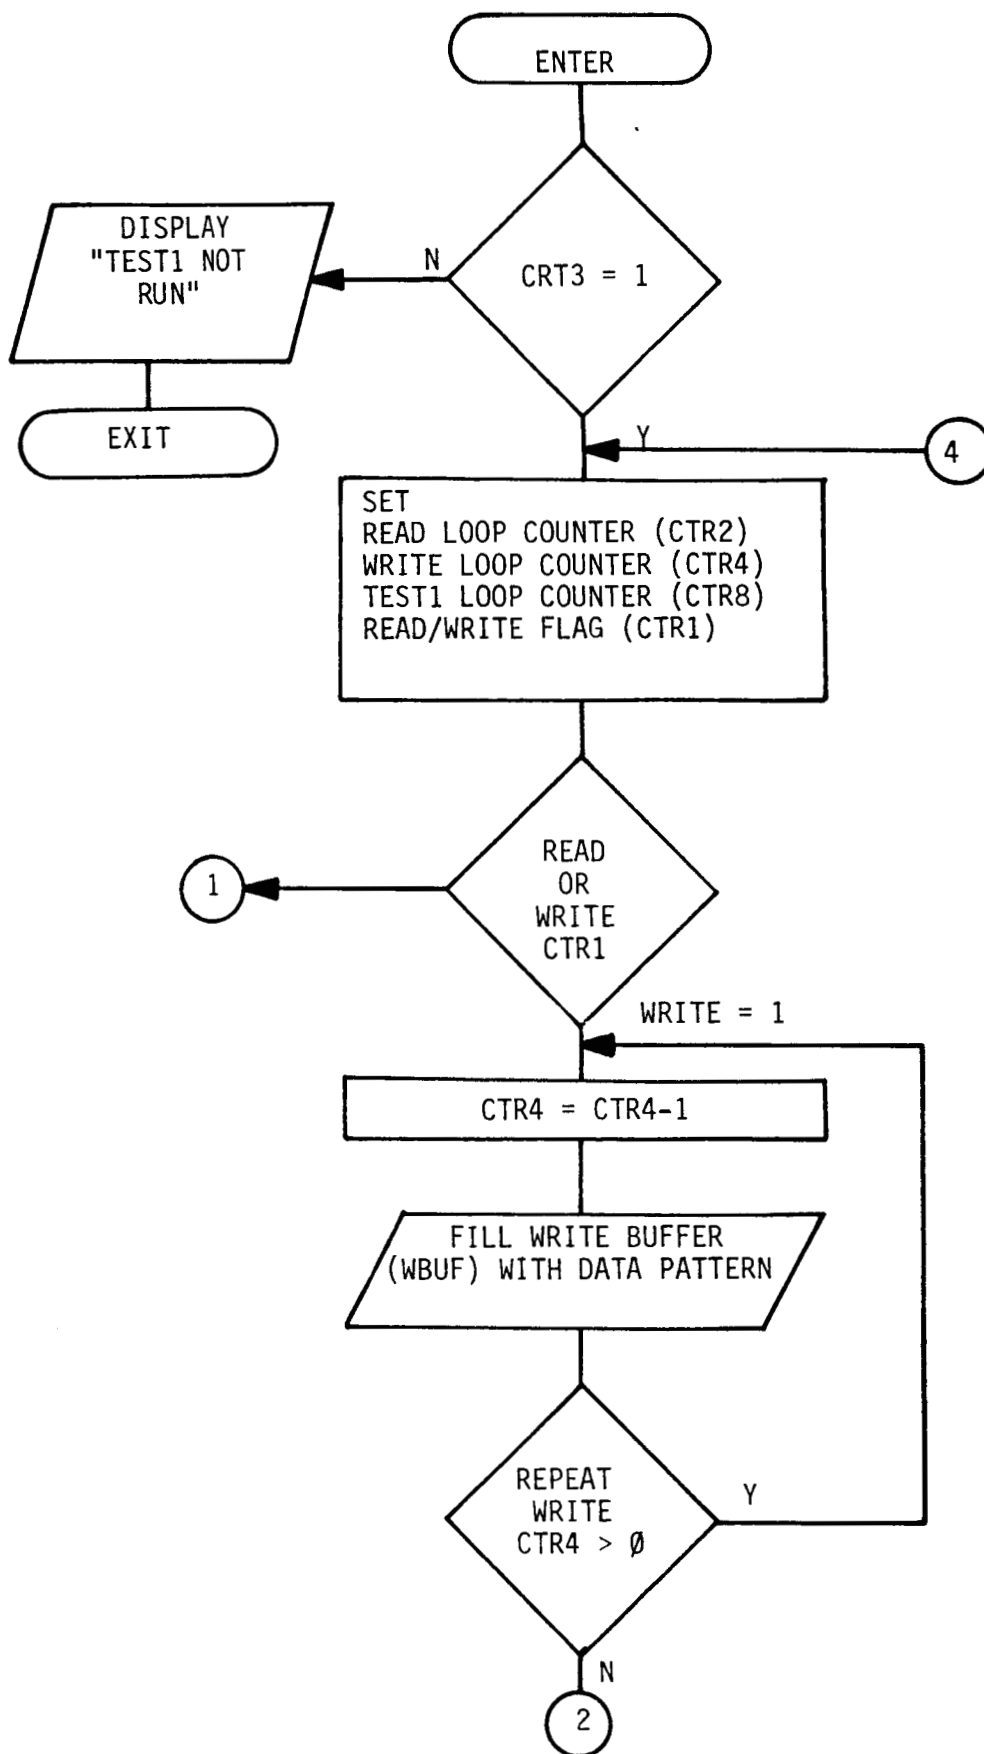 ENTER
CRT3 = 1
N
DISPLAY
"TEST1 NOT
RUN"
EXIT
Y
4
SET
READ LOOP COUNTER (CTR2)
WRITE LOOP COUNTER (CTR4)
TEST1 LOOP COUNTER (CTR8)
READ/WRITE FLAG (CTR1)
READ
OR
WRITE
CTR1
1
WRITE = 1
CTR4 = CTR4-1
FILL WRITE BUFFER
(WBUF) WITH DATA PATTERN
REPEAT
WRITE
CTR4 > Ø
Y
N
2